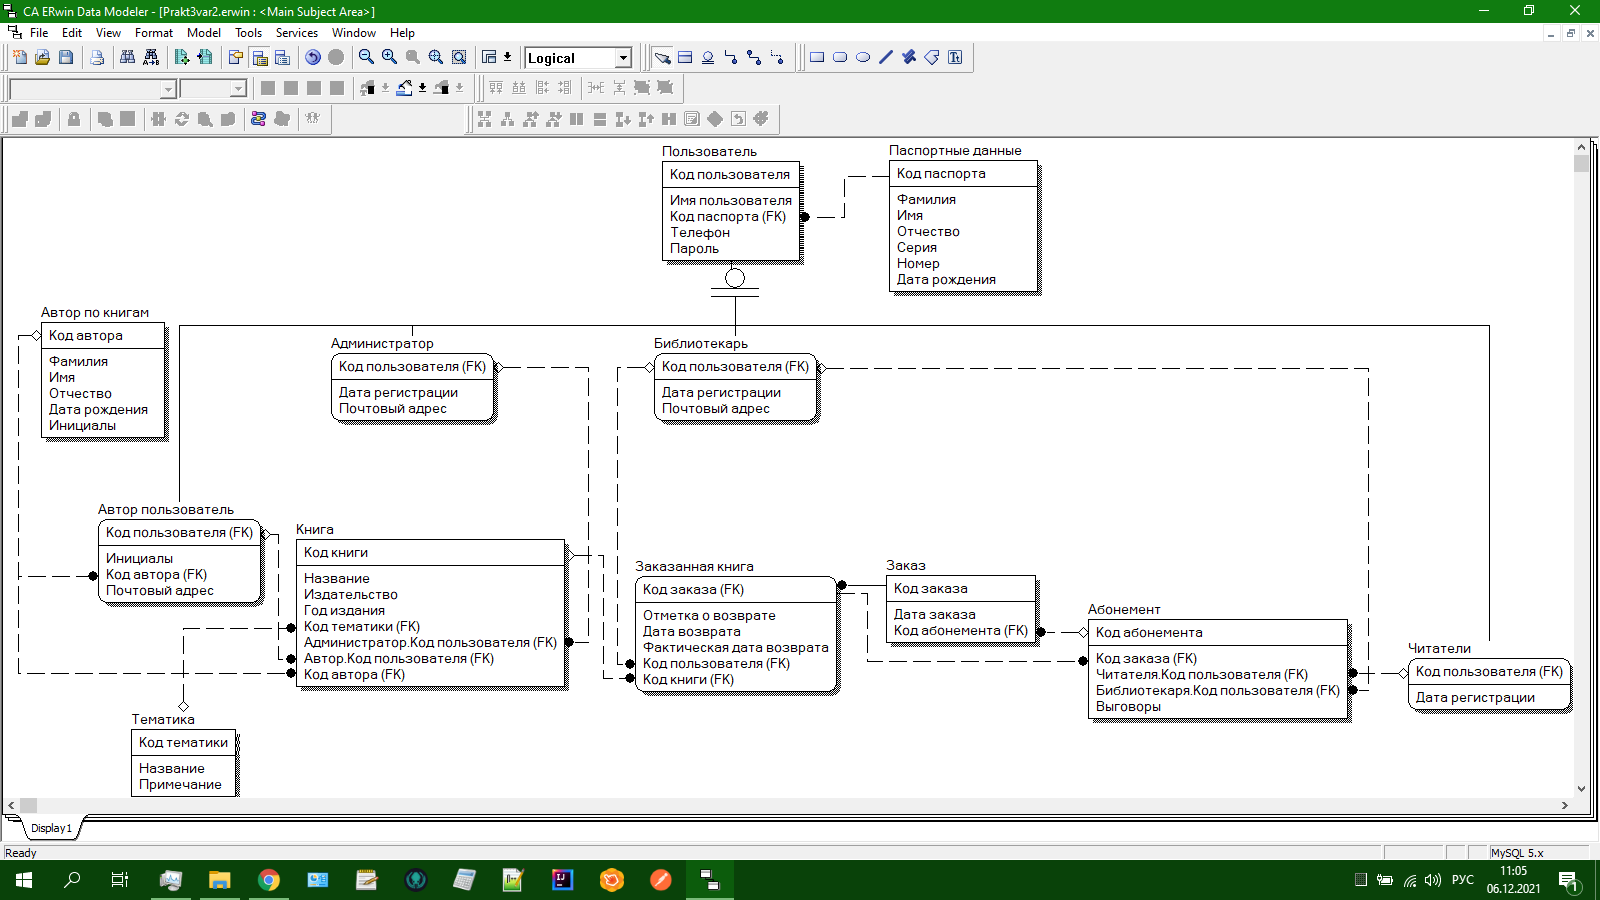 CA ERwin Data Modeler - [Prakt3var2.erwin : <Main Subject Area>]
File Edit View Format Model Tools Services Window Help
Logical
Пользователь
Код пользователя
Имя пользователя
Код паспорта (FK)
Телефон
Пароль
Паспортные данные
Код паспорта
Фамилия
Имя
Отчество
Серия
Номер
Дата рождения
Автор по книгам
Код автора
Фамилия
Имя
Отчество
Дата рождения
Инициалы
Администратор
Код пользователя (FK)
Дата регистрации
Почтовый адрес
Библиотекарь
Код пользователя (FK)
Дата регистрации
Почтовый адрес
Автор пользователь
Код пользователя (FK)
Инициалы
Код автора (FK)
Почтовый адрес
Книга
Код книги
Название
Издательство
Год издания
Код тематики (FK)
Администратор.Код пользователя (FK)
Автор.Код пользователя (FK)
Код автора (FK)
Заказанная книга
Код заказа (FK)
Отметка о возврате
Дата возврата
Фактическая дата возврата
Код пользователя (FK)
Код книги (FK)
Заказ
Код заказа
Дата заказа
Код абонемента (FK)
Абонемент
Код абонемента
Код заказа (FK)
Читателя.Код пользователя (FK)
Библиотекаря.Код пользователя (FK)
Выговоры
Читатели
Код пользователя (FK)
Дата регистрации
Тематика
Код тематики
Название
Примечание
Display1
Ready
MySQL 5.x
РУС
11:05
06.12.2021
1